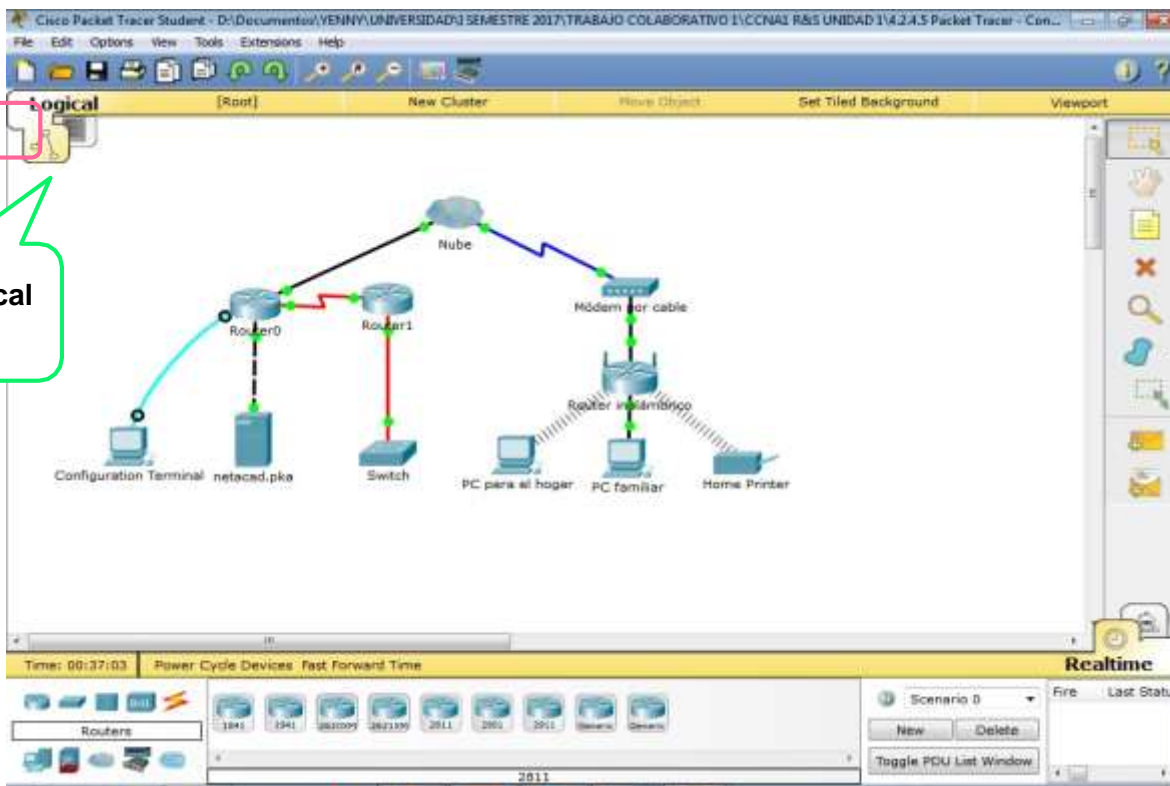 Cisco Packet Tracer Student - D:\Documentos\YENNY\UNIVERSIDAD\I SEMESTRE 2017\TRABAJO COLABORATIVO 1\CCNA1 R&S UNIDAD 1\4.2.4.5 Packet Tracer - Con...
File Edit Options View Tools Extensions Help
Logical [Root] New Cluster Move Object Set Tiled Background Viewport
cal
Nube
Módem por cable
Router0
Router1
Router inalámbrico
Configuration Terminal
netacad.pka
Switch
PC para el hogar
PC familiar
Home Printer
Time: 00:37:03 Power Cycle Devices Fast Forward Time
Realtime
Routers
1841 1941 2811 2901 2911 Generic Generic
2811
Scenario 0
New Delete
Toggle PDU List Window
Fire Last Statu